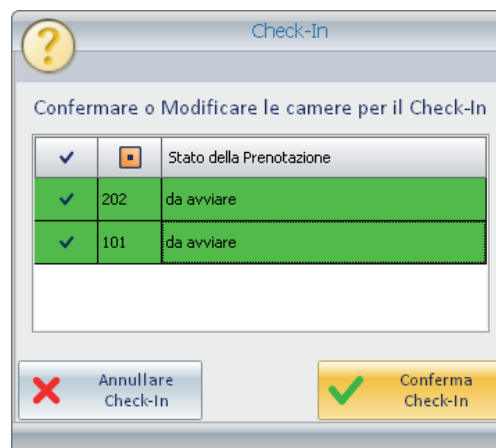 Check-In
Confermare o Modificare le camere per il Check-In
Stato della Prenotazione
202 da avviare
101 da avviare
Annullare
Check-In
Conferma
Check-In